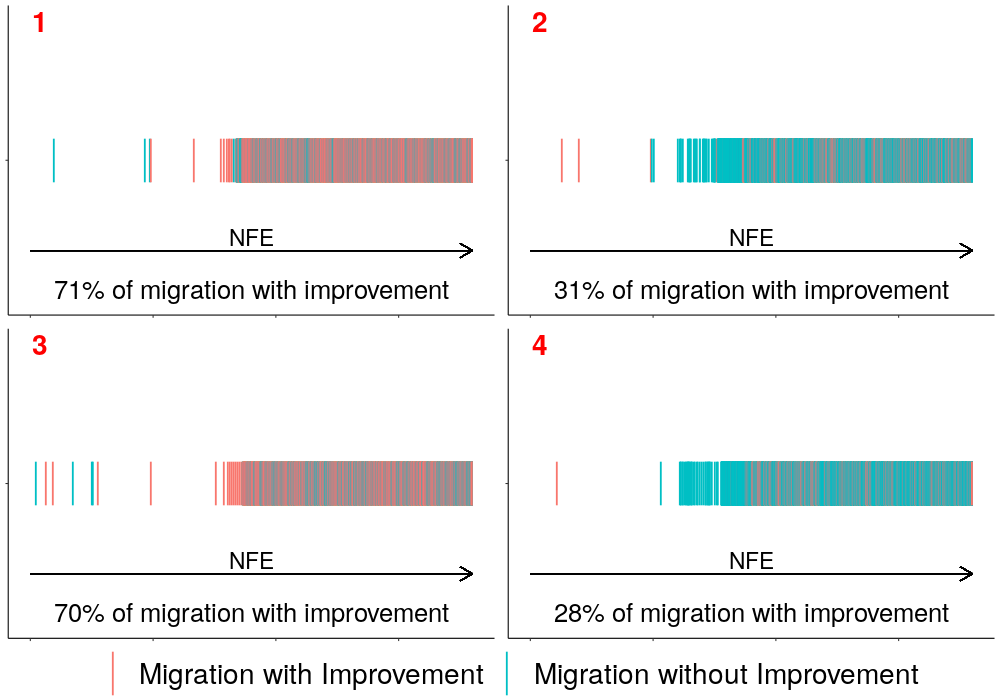 1
NFE
71% of migration with improvement
2
NFE
31% of migration with improvement
3
NFE
70% of migration with improvement
4
NFE
28% of migration with improvement
Migration with Improvement
Migration without Improvement